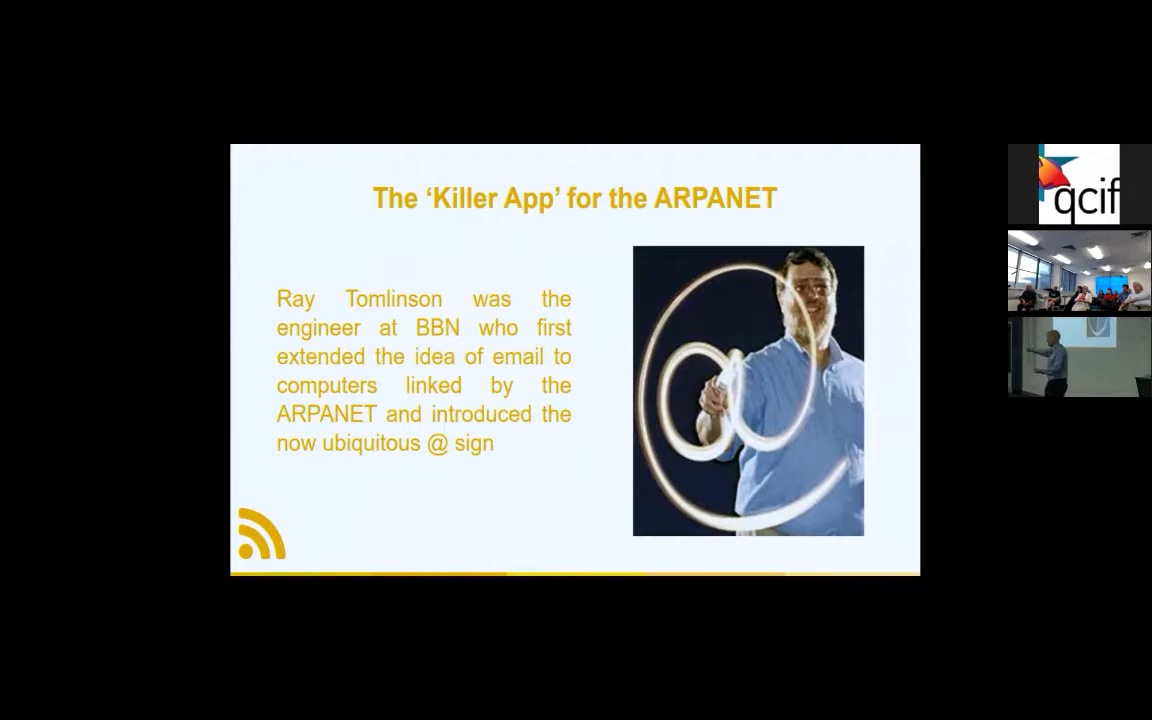 The ‘Killer App’ for the ARPANET
Ray Tomlinson was the
engineer at BBN who first
extended the idea of email to
computers linked by the
ARPANET and introduced the
now ubiquitous @ sign
qcif